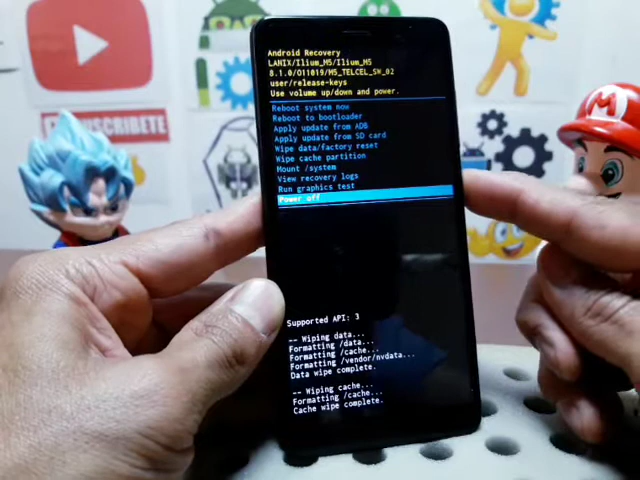 Android Recovery
LANIX/Ilium_M5/Ilium_M5
8.1.0/O11019/M5_TELCEL_SW_02
user/release-keys
Use volume up/down and power.
Reboot system now
Reboot to bootloader
Apply update from ADB
Apply update from SD card
Wipe data/factory reset
Wipe cache partition
Mount /system
View recovery logs
Run graphics test
Power off
Supported API: 3
-- Wiping data...
Formatting /data...
Formatting /cache...
Formatting /vendor/nvdata...
Data wipe complete.
-- Wiping cache...
Formatting /cache...
Cache wipe complete.
USCRIBETE
M